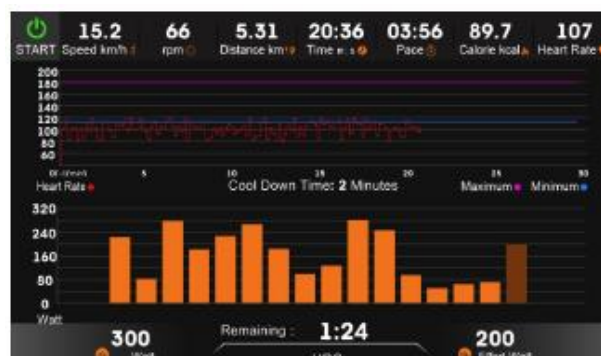 15.2 66 5.31 20:36 03:56 89.7 107
START Speed km/h rpm Distance km Time m: s Pace Calorie kcal Heart Rate
200
180
160
140
120
100
80
60
5 10 15 20 25 30
Heart Rate Cool Down Time: 2 Minutes Maximum Minimum
320
240
160
80
0
Watt
Remaining : 1:24
300 200
Watt